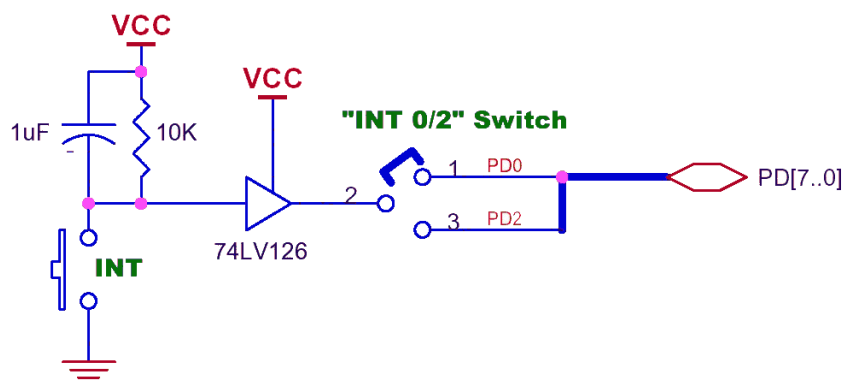 VCC
VCC
1uF
10K
"INT 0/2" Switch
1
PD0
PD[7..0]
2
3
PD2
74LV126
INT